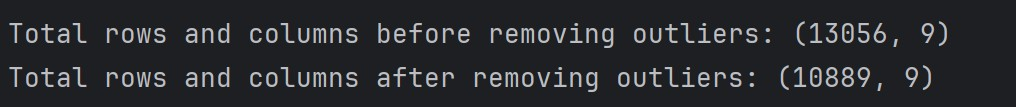 Total rows and columns before removing outliers: (13056, 9)
Total rows and columns after removing outliers: (10889, 9)